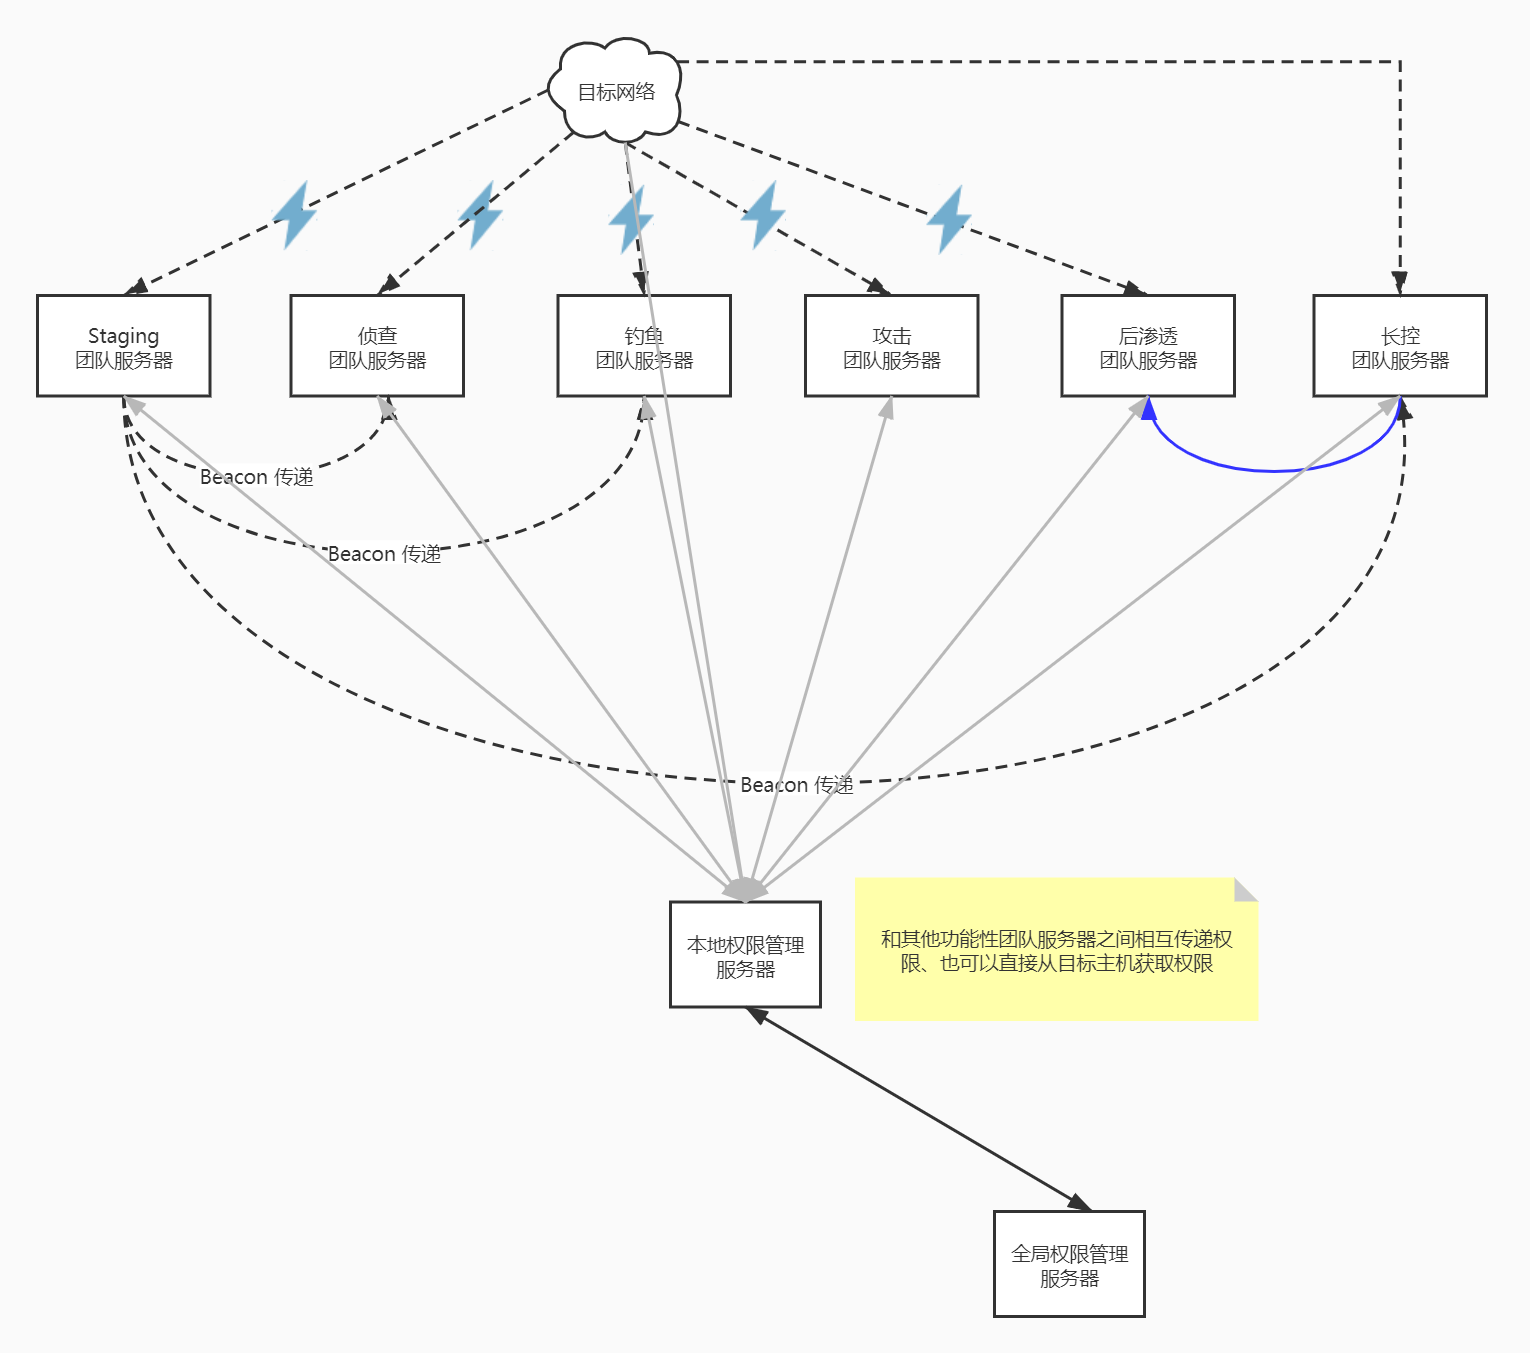 目标网络
Staging
团队服务器
侦查
团队服务器
钓鱼
团队服务器
攻击
团队服务器
后渗透
团队服务器
长控
团队服务器
Beacon 传递
Beacon 传递
Beacon 传递
本地权限管理
服务器
和其他功能性团队服务器之间相互传递权
限、也可以直接从目标主机获取权限
全局权限管理
服务器